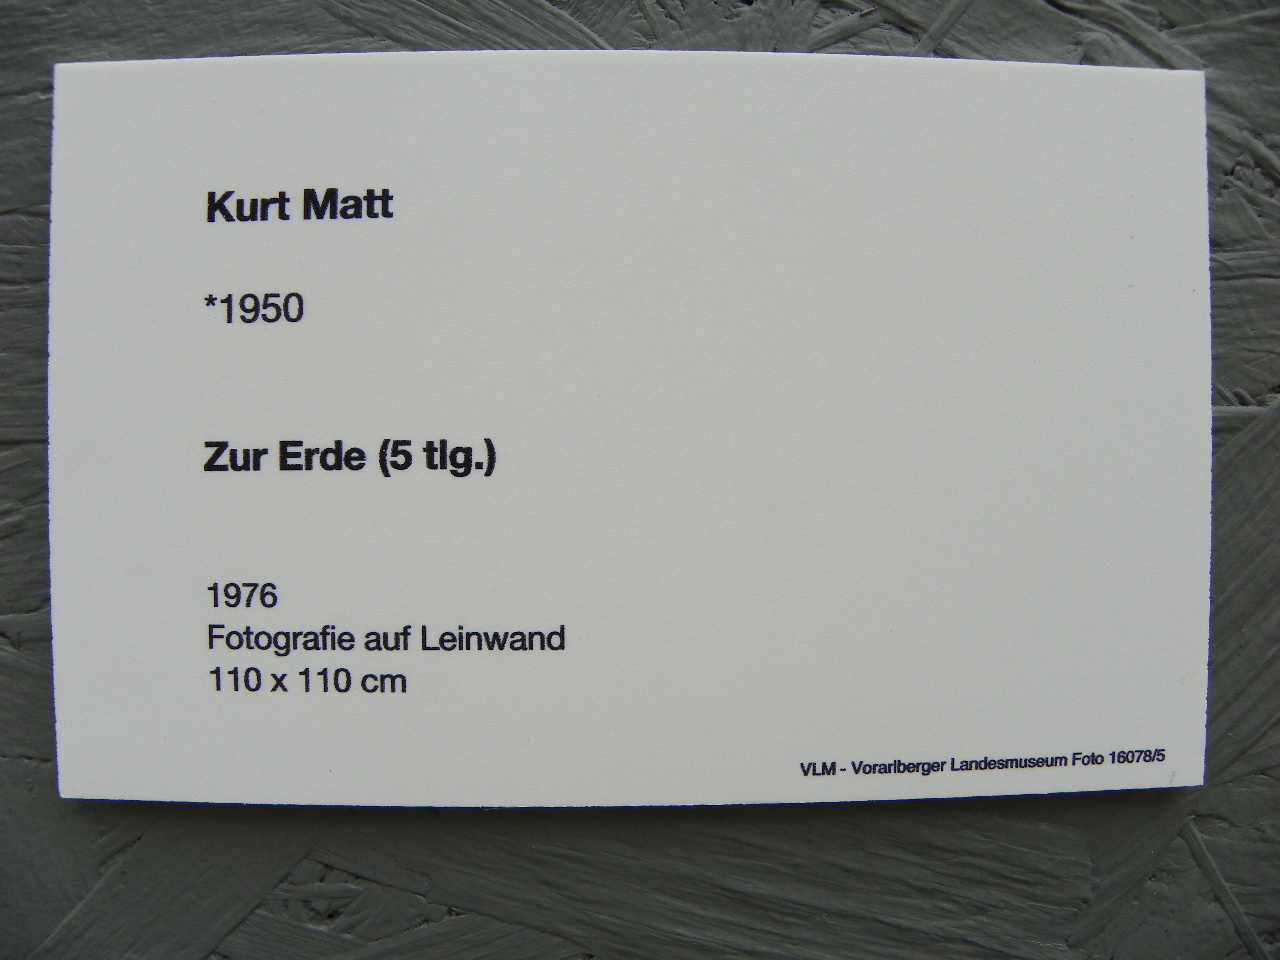 Kurt Matt
*1950
Zur Erde (5 tlg.)
1976
Fotografie auf Leinwand
110 x 110 cm
VLM - Vorarlberger Landesmuseum Foto 16078/5